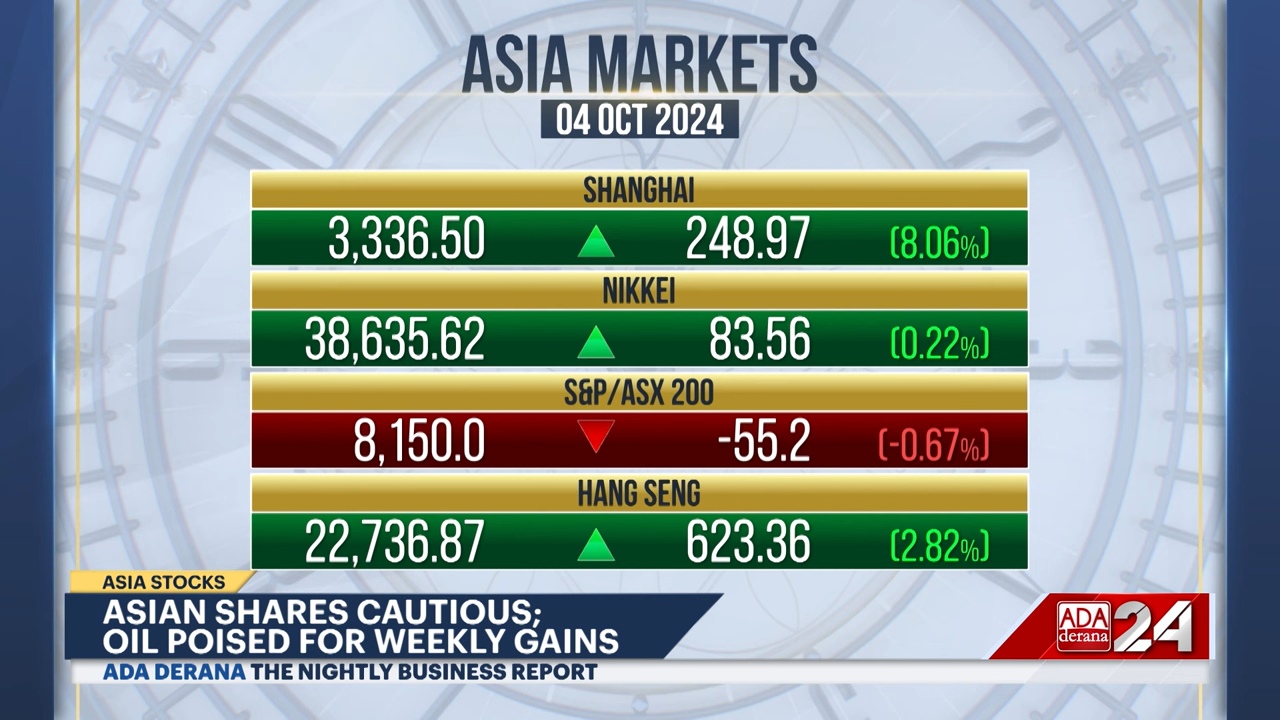 ASIA MARKETS
04 OCT 2024
SHANGHAI
3,336.50 ▲ 248.97 (8.06%)
NIKKEI
38,635.62 ▲ 83.56 (0.22%)
S&P/ASX 200
8,150.0 ▼ -55.2 (-0.67%)
HANG SENG
22,736.87 ▲ 623.36 (2.82%)
ASIA STOCKS
ASIAN SHARES CAUTIOUS;
OIL POISED FOR WEEKLY GAINS
ADA DERANA THE NIGHTLY BUSINESS REPORT
ADA
derana
24